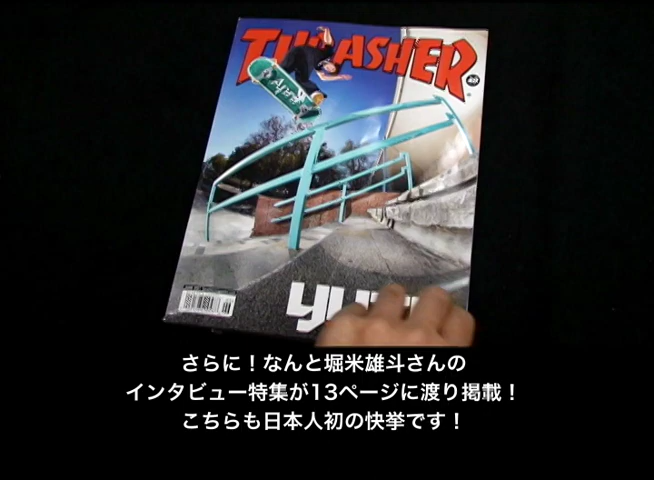 THRASHER
さらに！なんと堀米雄斗さんの
インタビュー特集が13ページに渡り掲載！
こちらも日本人初の快挙です！